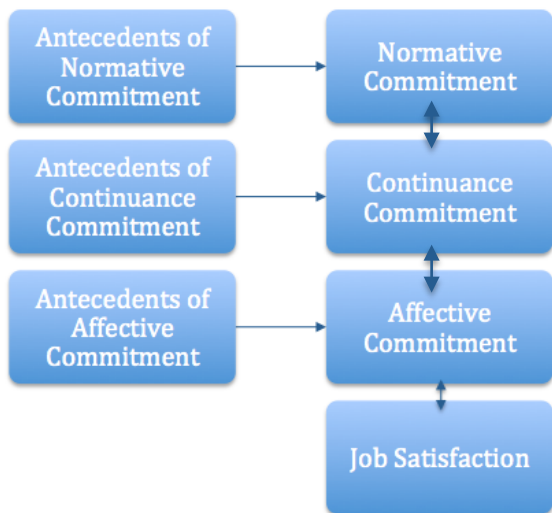 Antecedents of
Normative
Commitment
Normative
Commitment
Antecedents of
Continuance
Commitment
Continuance
Commitment
Antecedents of
Affective
Commitment
Affective
Commitment
Job Satisfaction